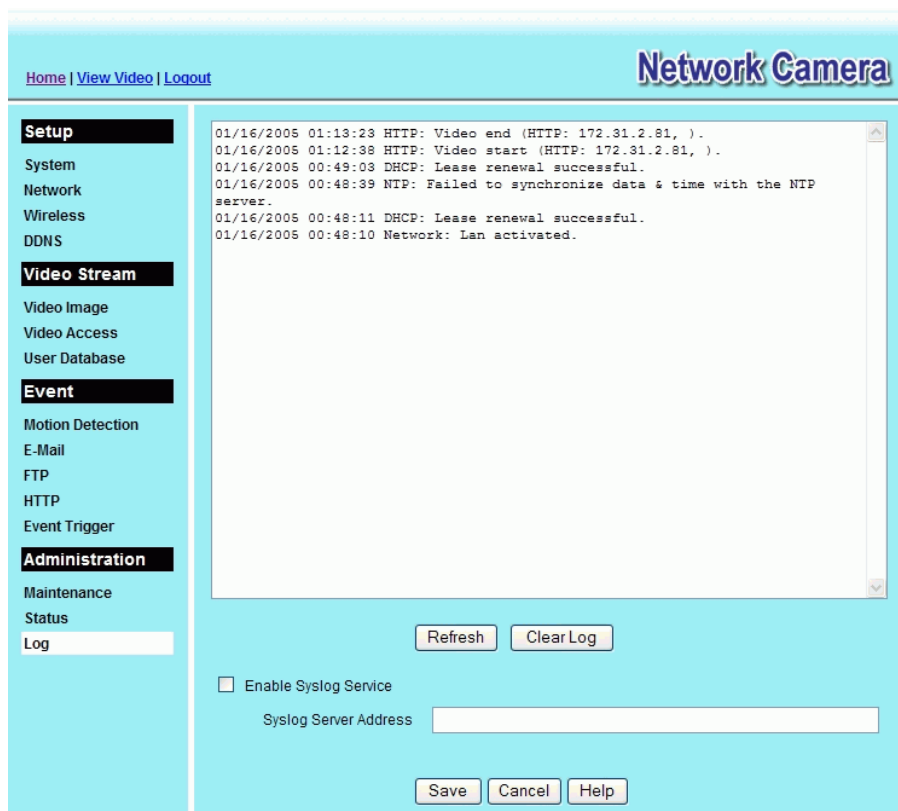 Home | View Video | Logout
Network Camera
Setup
System
Network
Wireless
DDNS
Video Stream
Video Image
Video Access
User Database
Event
Motion Detection
E-Mail
FTP
HTTP
Event Trigger
Administration
Maintenance
Status
Log
01/16/2005 01:13:23 HTTP: Video end (HTTP: 172.31.2.81, ).
01/16/2005 01:12:38 HTTP: Video start (HTTP: 172.31.2.81, ).
01/16/2005 00:49:03 DHCP: Lease renewal successful.
01/16/2005 00:48:39 NTP: Failed to synchronize data & time with the NTP
server.
01/16/2005 00:48:11 DHCP: Lease renewal successful.
01/16/2005 00:48:10 Network: Lan activated.
Refresh Clear Log
Enable Syslog Service
Syslog Server Address
Save Cancel Help